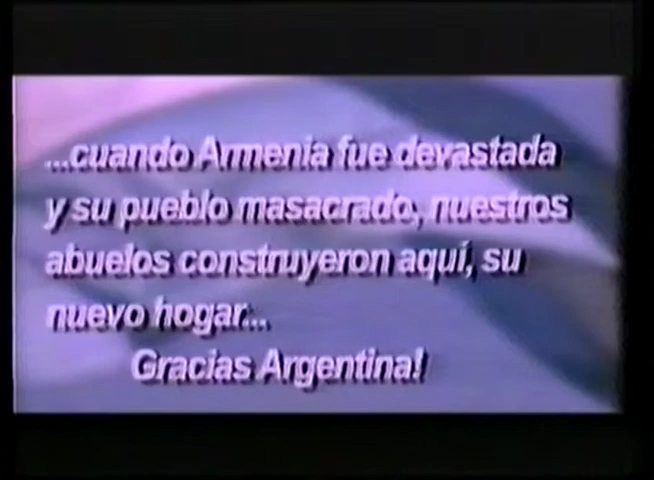 ...cuando Armenia fue devastada
y su pueblo masacrado, nuestros
abuelos construyeron aquí, su
nuevo hogar...
Gracias Argentina!